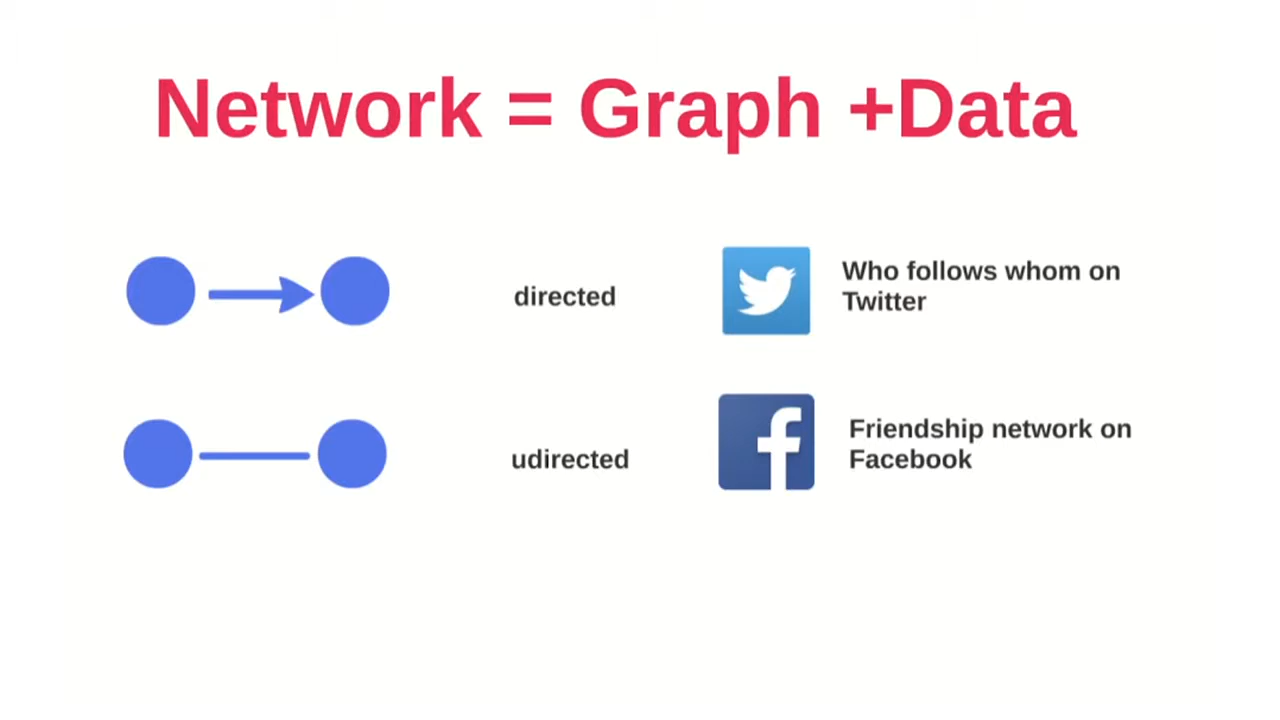 Network = Graph +Data
directed
Who follows whom on
Twitter
udirected
Friendship network on
Facebook